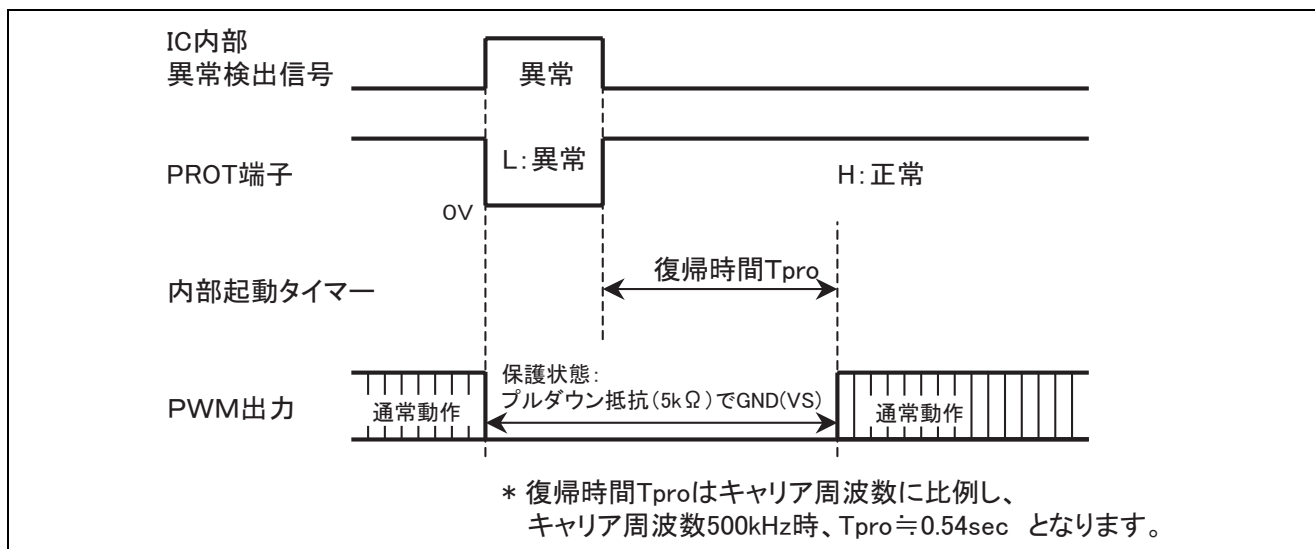 IC内部
異常検出信号
異常
PROT端子
L:異常
H:正常
0V
内部起動タイマー
復帰時間Tpro
PWM出力
通常動作
保護状態:
プルダウン抵抗(5kΩ)でGND(VS)
通常動作
* 復帰時間Tproはキャリア周波数に比例し、
キャリア周波数500kHz時、Tpro≒0.54sec となります。